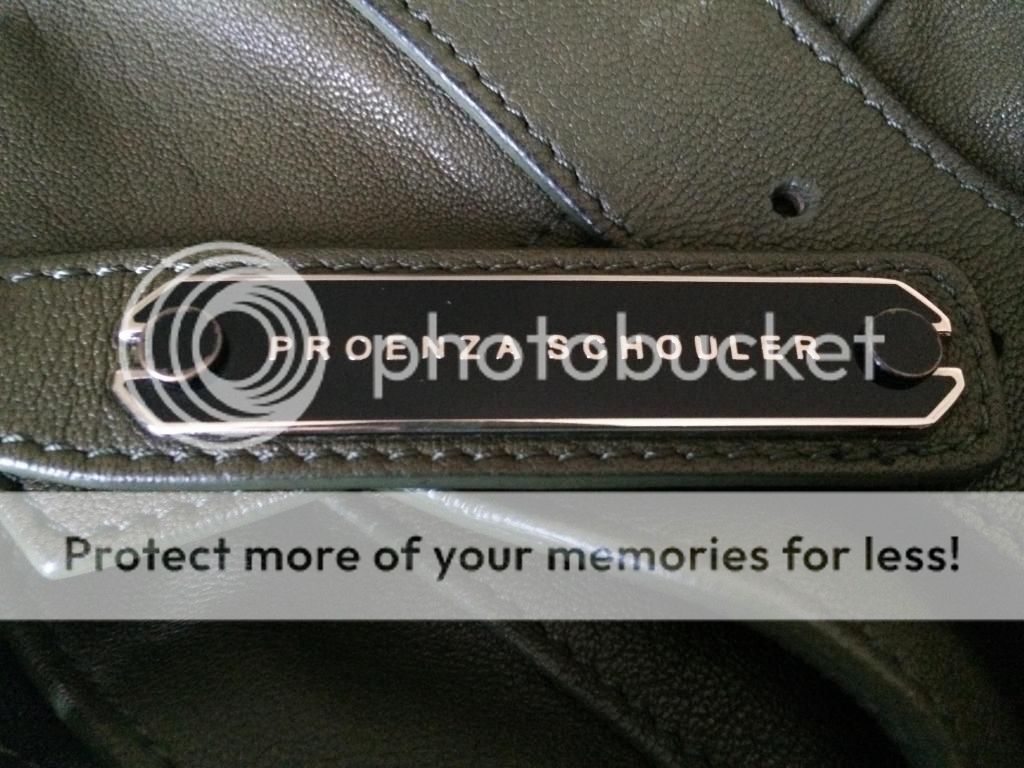 PROENZA SCHOULER
photobucket
Protect more of your memories for less!